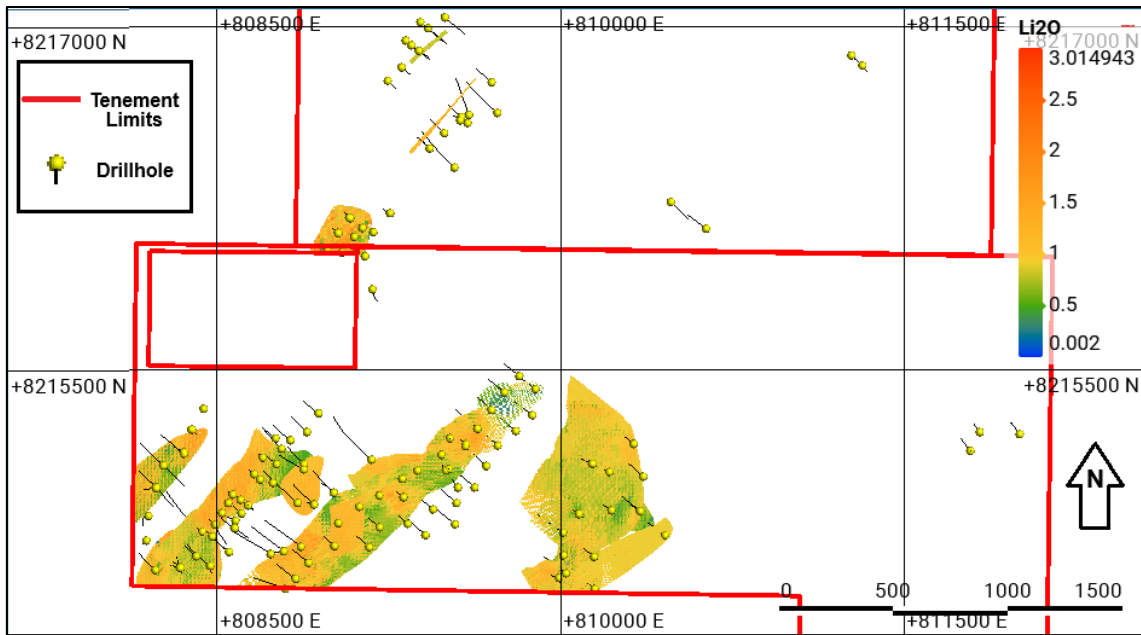 +808500 E
+810000 E
+811500 E
+8217000 N
+8217000 N
Li2O
3.014943
2.5
2
1.5
1
0.5
0.002
Tenement
Limits
Drillhole
+8215500 N
+8215500 N
N
0 500 1000 1500
+808500 E
+810000 E
+811500 E